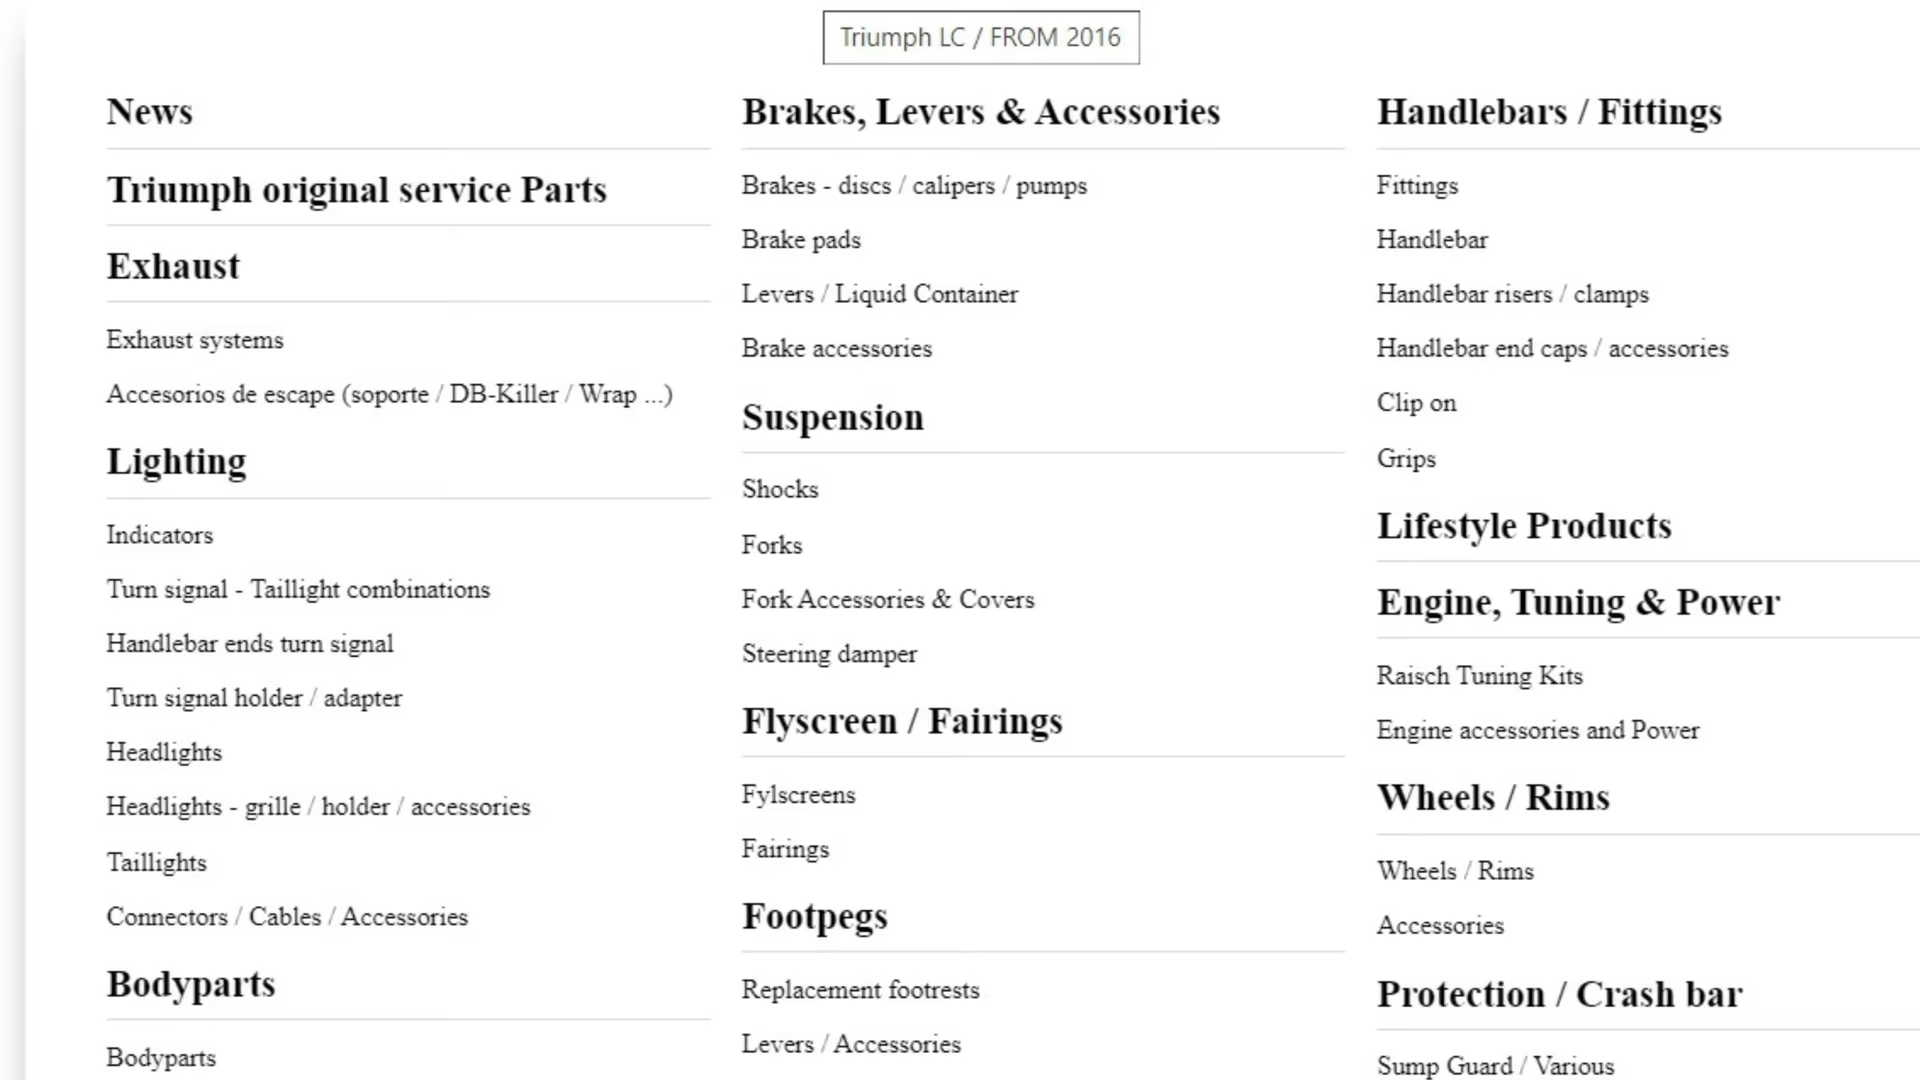 Triumph LC / FROM 2016
News
Triumph original service Parts
Exhaust
Exhaust systems
Accesorios de escape (soporte / DB-Killer / Wrap ...)
Lighting
Indicators
Turn signal - Taillight combinations
Handlebar ends turn signal
Turn signal holder / adapter
Headlights
Headlights - grille / holder / accessories
Taillights
Connectors / Cables / Accessories
Bodyparts
Bodyparts
Brakes, Levers & Accessories
Brakes - discs / calipers / pumps
Brake pads
Levers / Liquid Container
Brake accessories
Suspension
Shocks
Forks
Fork Accessories & Covers
Steering damper
Flyscreen / Fairings
Fylscreens
Fairings
Footpegs
Replacement footrests
Levers / Accessories
Handlebars / Fittings
Fittings
Handlebar
Handlebar risers / clamps
Handlebar end caps / accessories
Clip on
Grips
Lifestyle Products
Engine, Tuning & Power
Raisch Tuning Kits
Engine accessories and Power
Wheels / Rims
Wheels / Rims
Accessories
Protection / Crash bar
Sump Guard / Various